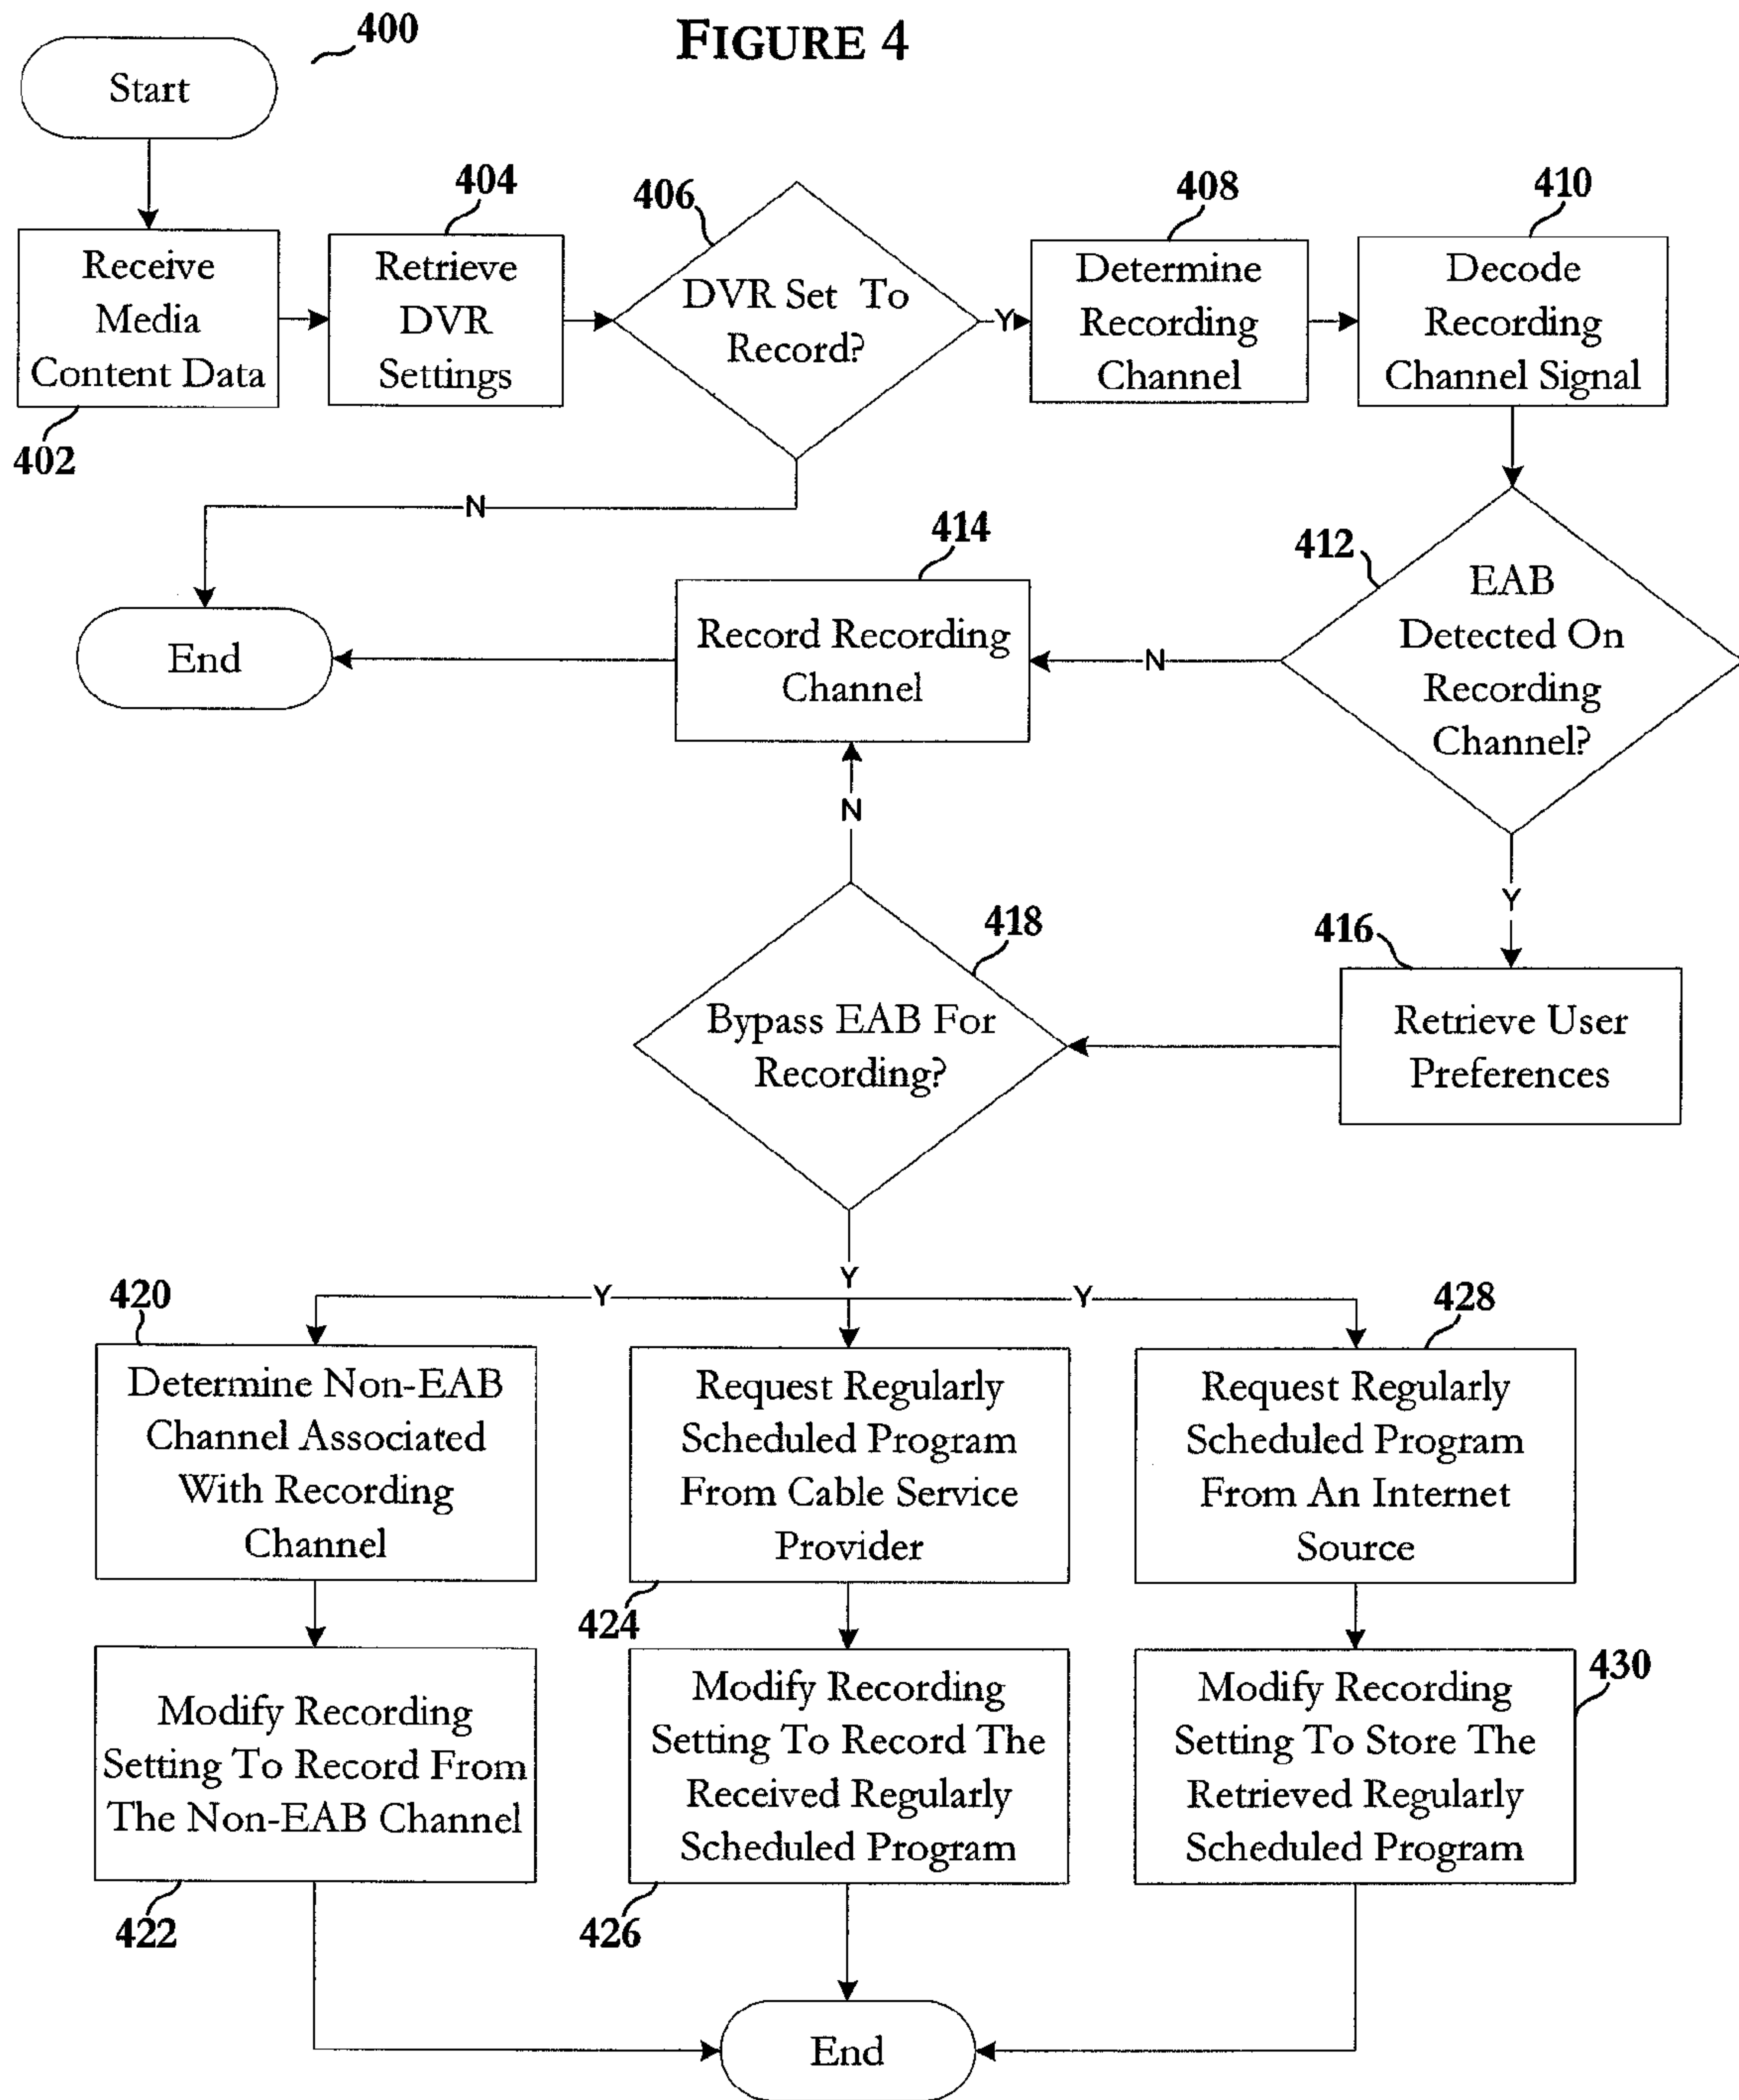 FIGURE 4
400
Start
404
406
408
410
Receive
Media
Content Data
402
Retrieve
DVR
Settings
DVR Set To
Record?
Y
Determine
Recording
Channel
Decode
Recording
Channel Signal
N
414
412
EAB
Detected On
Recording
Channel?
End
Record Recording
Channel
N
N
Y
418
416
Bypass EAB For
Recording?
Retrieve User
Preferences
Y
Y
Y
420
428
Determine Non-EAB
Channel Associated
With Recording
Channel
Request Regularly
Scheduled Program
From Cable Service
Provider
Request Regularly
Scheduled Program
From An Internet
Source
424
430
Modify Recording
Setting To Record From
The Non-EAB Channel
Modify Recording
Setting To Record The
Received Regularly
Scheduled Program
Modify Recording
Setting To Store The
Retrieved Regularly
Scheduled Program
422
426
End